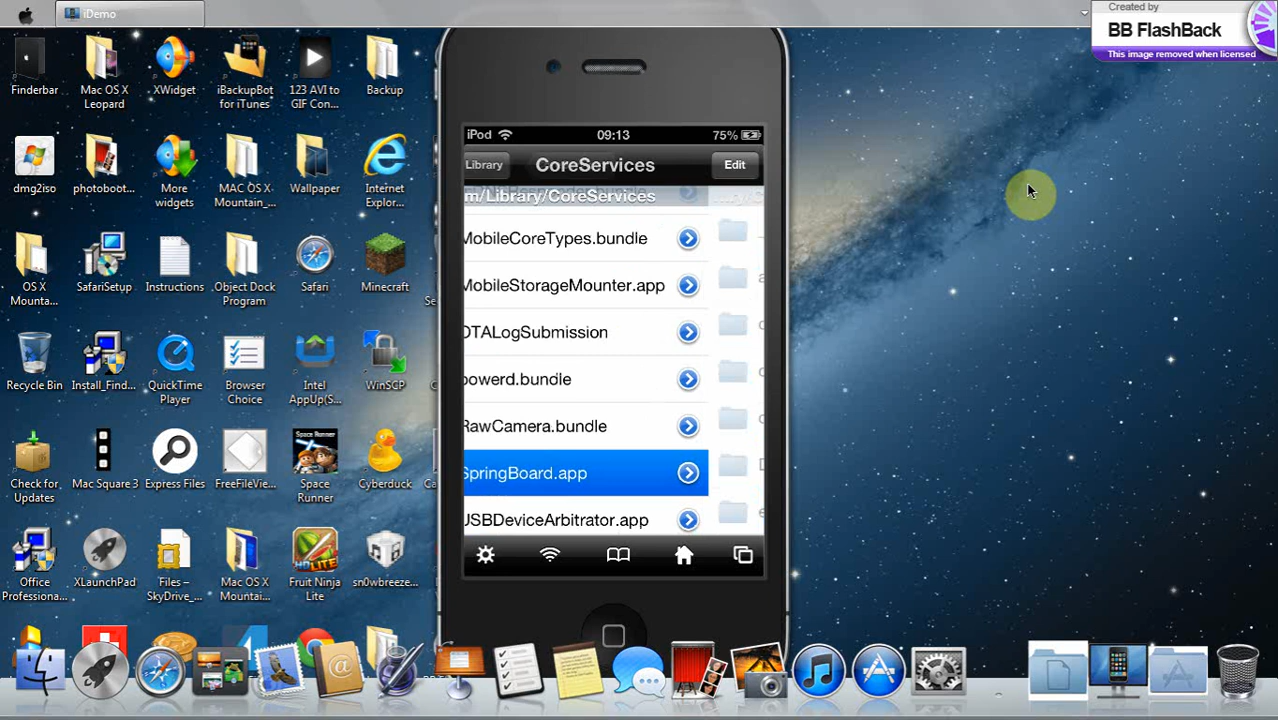 iDemo
Created by
BB FlashBack
This image removed when licensed
Finderbar
Mac OS X
Leopard
XWidget
iBackupBot
for iTunes
123 AVI to
GIF Con...
Backup
dmg2iso
photoboot...
More
widgets
MAC OS X
Mountain_...
Wallpaper
Internet
Explor...
OS X
Mounta...
SafariSetup
Instructions
Object Dock
Program
Safari
Minecraft
Recycle Bin
Install_Find...
QuickTime
Player
Browser
Choice
Intel
AppUp(S...
WinSCP
Check for
Updates
Mac Square 3
Express Files
FreeFileVie...
Space
Runner
Cyberduck
Office
Professiona...
XLaunchPad
Files –
SkyDrive_...
Mac OS X
Mountai...
Fruit Ninja
Lite
sn0wbreeze...
iPod
09:13
75%
Library
CoreServices
Edit
m/Library/CoreServices
MobileCoreTypes.bundle
MobileStorageMounter.app
OTALogSubmission
powerd.bundle
RawCamera.bundle
SpringBoard.app
USBDeviceArbitrator.app